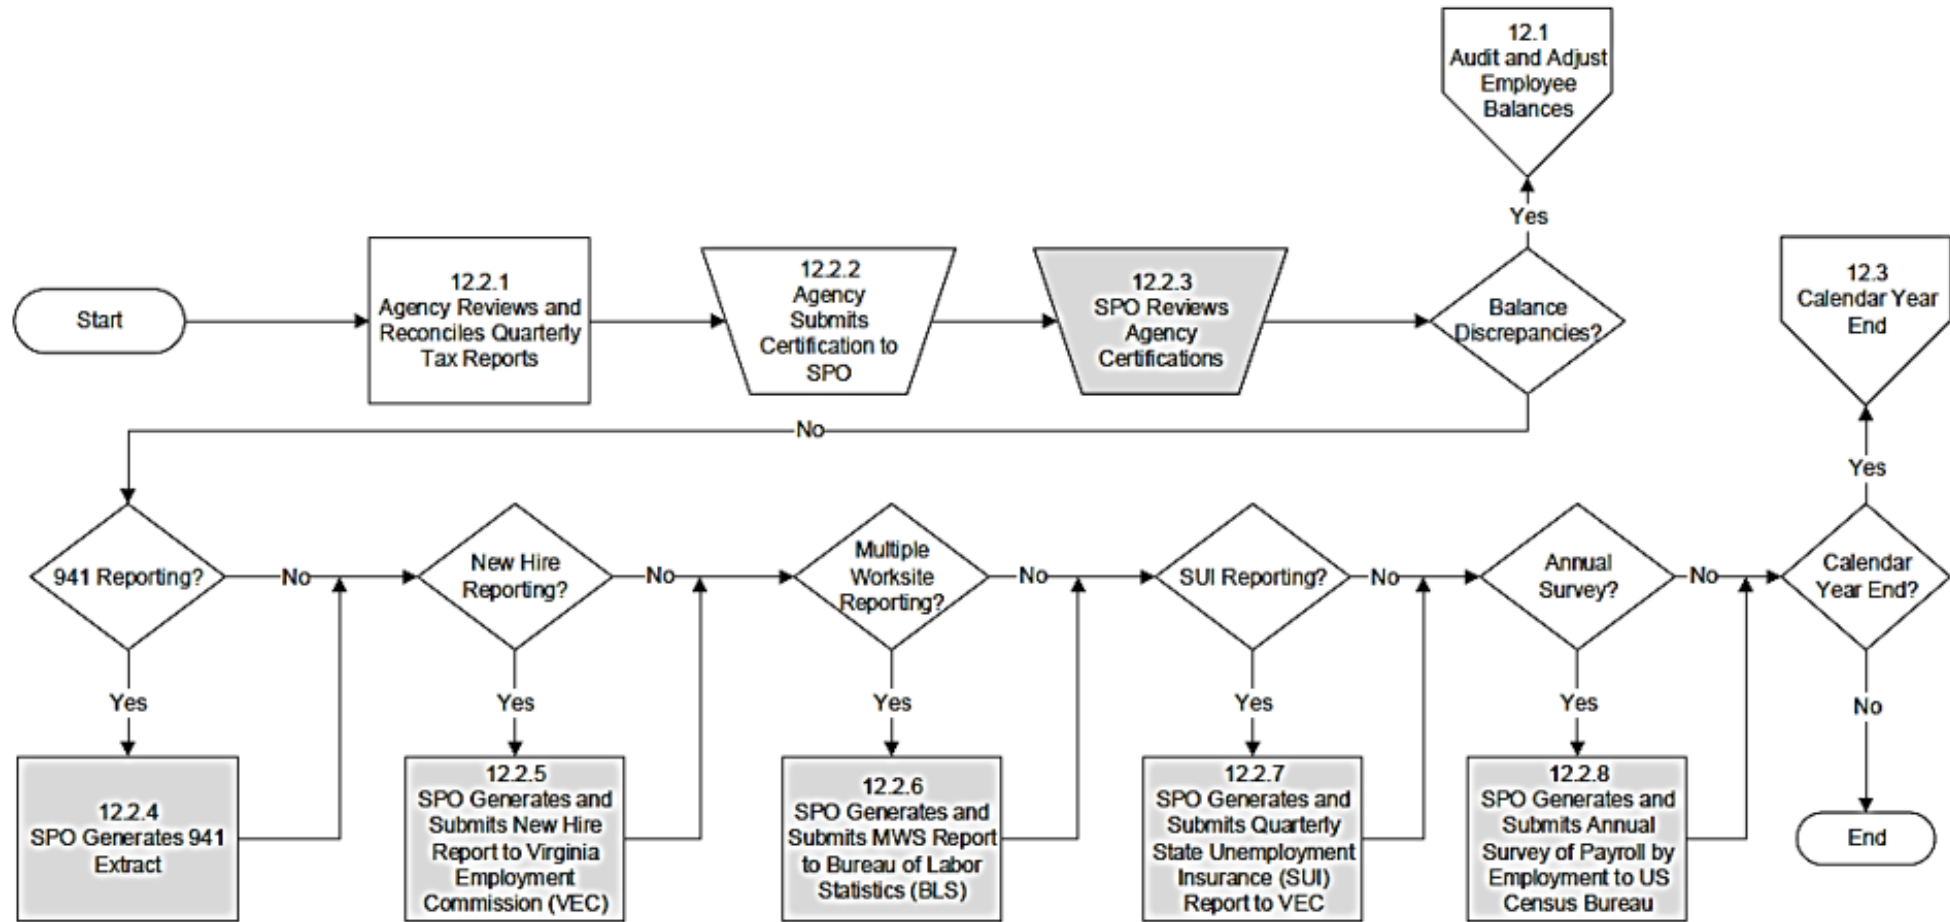 12.1
Audit and Adjust
Employee
Balances
Yes
Start
12.2.1
Agency Reviews and
Reconciles Quarterly
Tax Reports
12.2.2
Agency
Submits
Certification to
SPO
12.2.3
SPO Reviews
Agency
Certifications
Balance
Discrepancies?
12.3
Calendar Year
End
No
Yes
941 Reporting?
No
New Hire
Reporting?
No
Multiple
Worksite
Reporting?
No
SUI Reporting?
No
Annual
Survey?
No
Calendar
Year End?
Yes
Yes
Yes
Yes
Yes
No
12.2.4
SPO Generates 941
Extract
12.2.5
SPO Generates and
Submits New Hire
Report to Virginia
Employment
Commission (VEC)
12.2.6
SPO Generates and
Submits MWS Report
to Bureau of Labor
Statistics (BLS)
12.2.7
SPO Generates and
Submits Quarterly
State Unemployment
Insurance (SUI)
Report to VEC
12.2.8
SPO Generates and
Submits Annual
Survey of Payroll by
Employment to US
Census Bureau
End